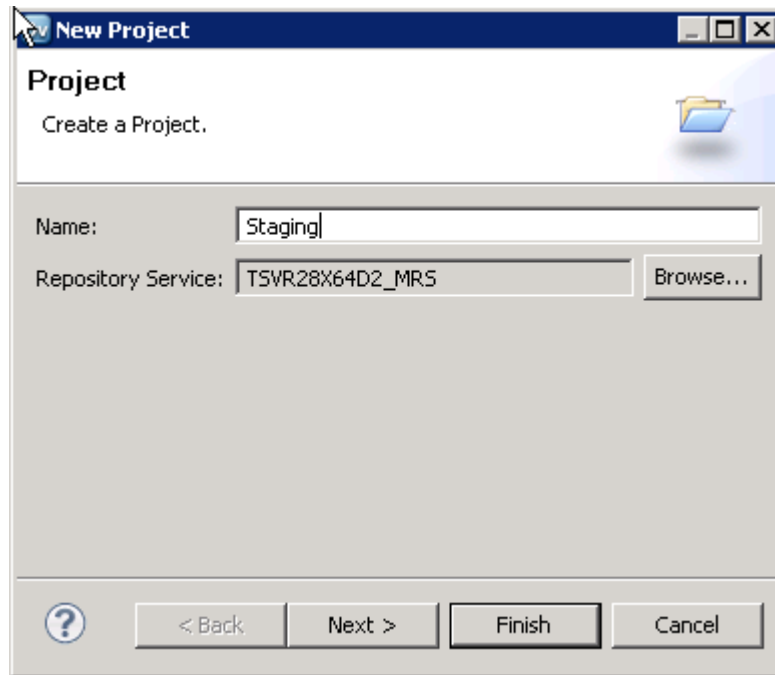 New Project
Project
Create a Project.
Name: Staging
Repository Service: TSVR28X64D2_MRS Browse...
? < Back Next > Finish Cancel